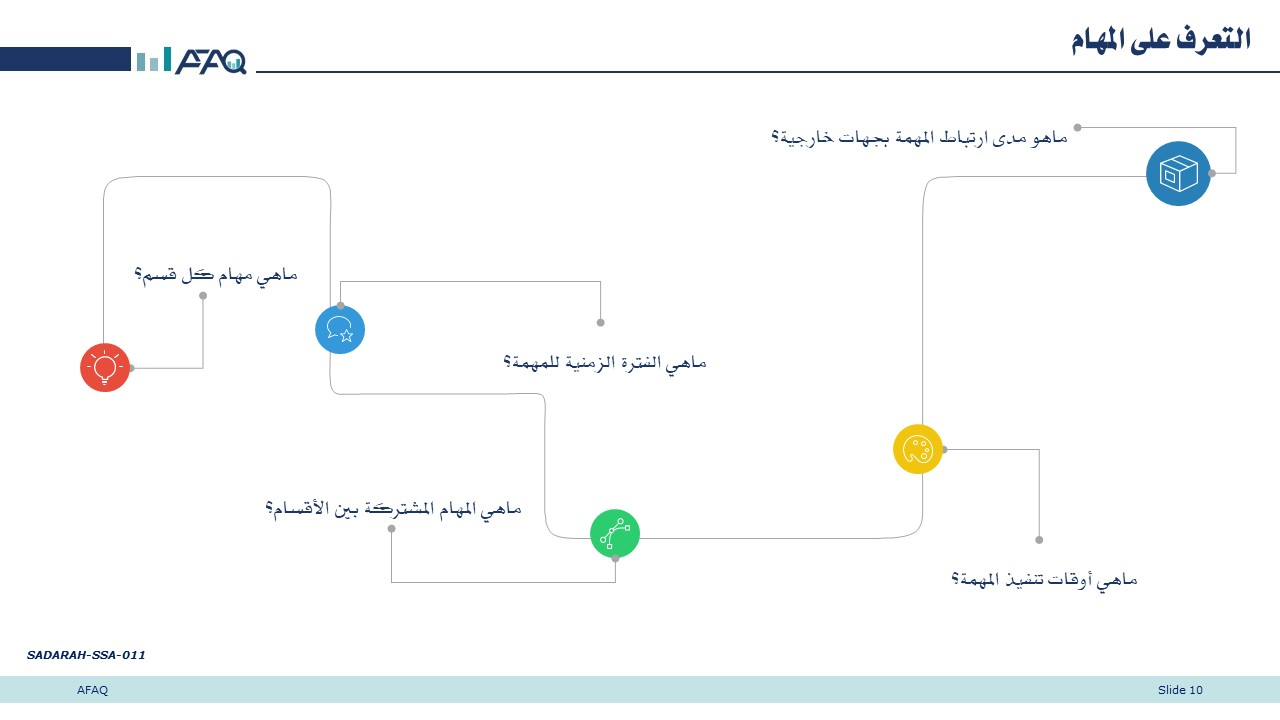 التعرف على المهام
AFAQ
ماهو مدى ارتباط المهمة بجهات خارجية؟
ماهي مهام كل قسم؟
ماهي الفترة الزمنية للمهمة؟
ماهي المهام المشتركة بين الأقسام؟
ماهي أوقات تنفيذ المهمة؟
SADARAH-SSA-011
AFAQ
Slide 10